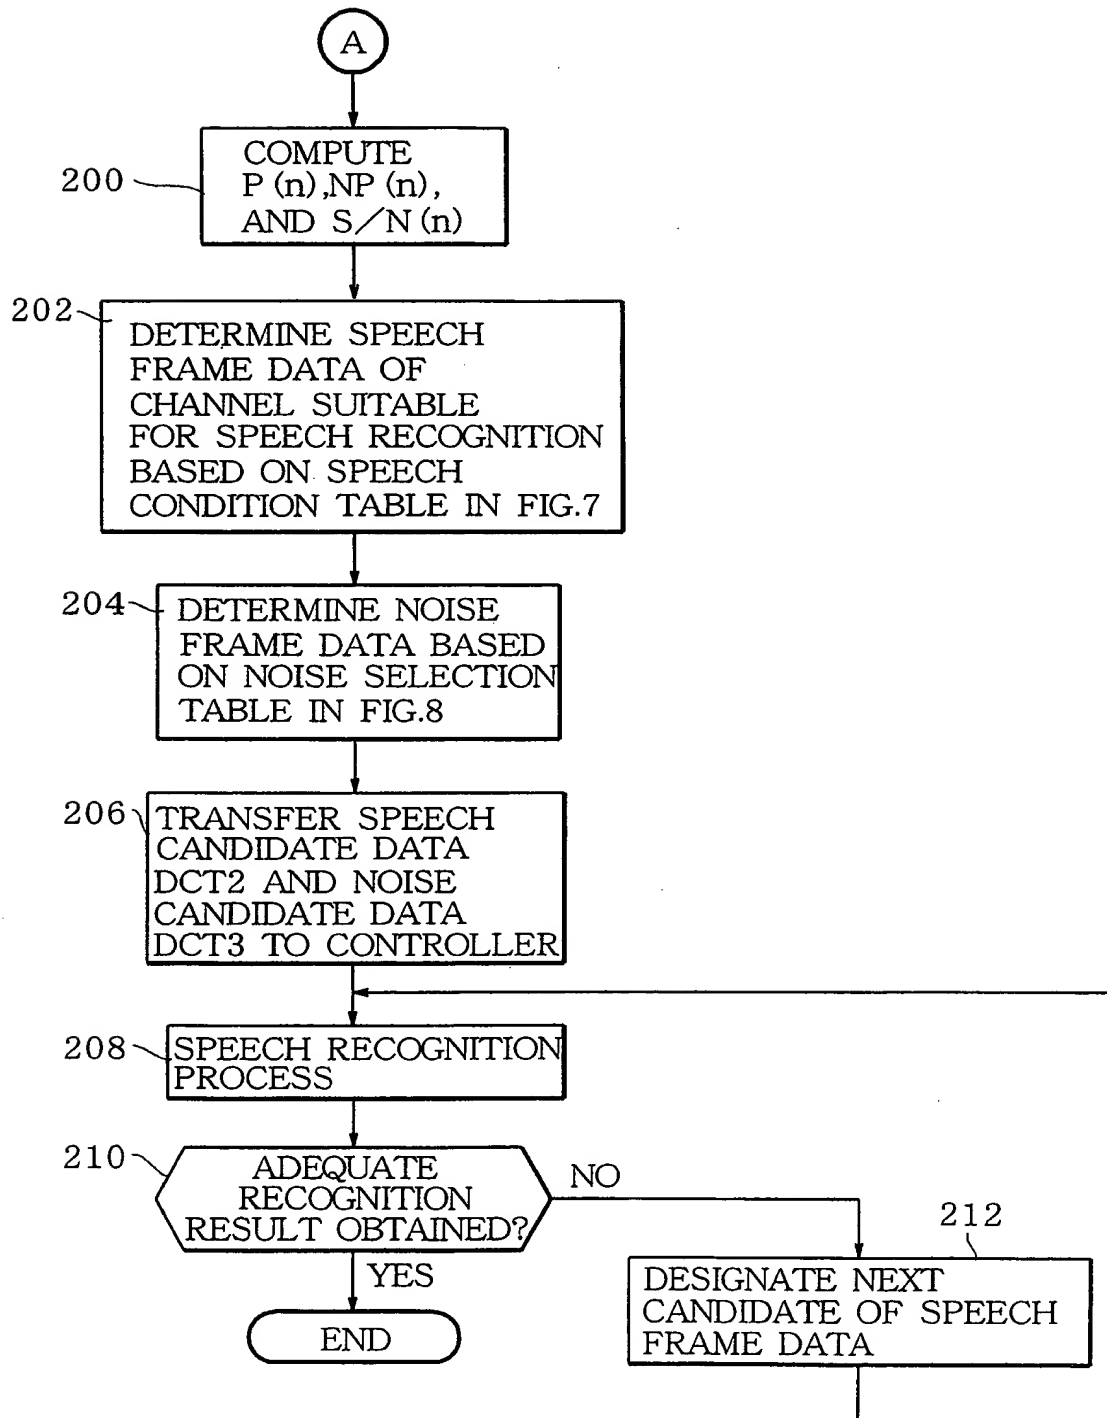 A
200
COMPUTE
P(n),NP(n),
AND S/N(n)
202
DETERMINE SPEECH
FRAME DATA OF
CHANNEL SUITABLE
FOR SPEECH RECOGNITION
BASED ON SPEECH
CONDITION TABLE IN FIG.7
204
DETERMINE NOISE
FRAME DATA BASED
ON NOISE SELECTION
TABLE IN FIG.8
206
TRANSFER SPEECH
CANDIDATE DATA
DCT2 AND NOISE
CANDIDATE DATA
DCT3 TO CONTROLLER
208
SPEECH RECOGNITION
PROCESS
210
ADEQUATE
RECOGNITION
RESULT OBTAINED?
NO
YES
END
212
DESIGNATE NEXT
CANDIDATE OF SPEECH
FRAME DATA